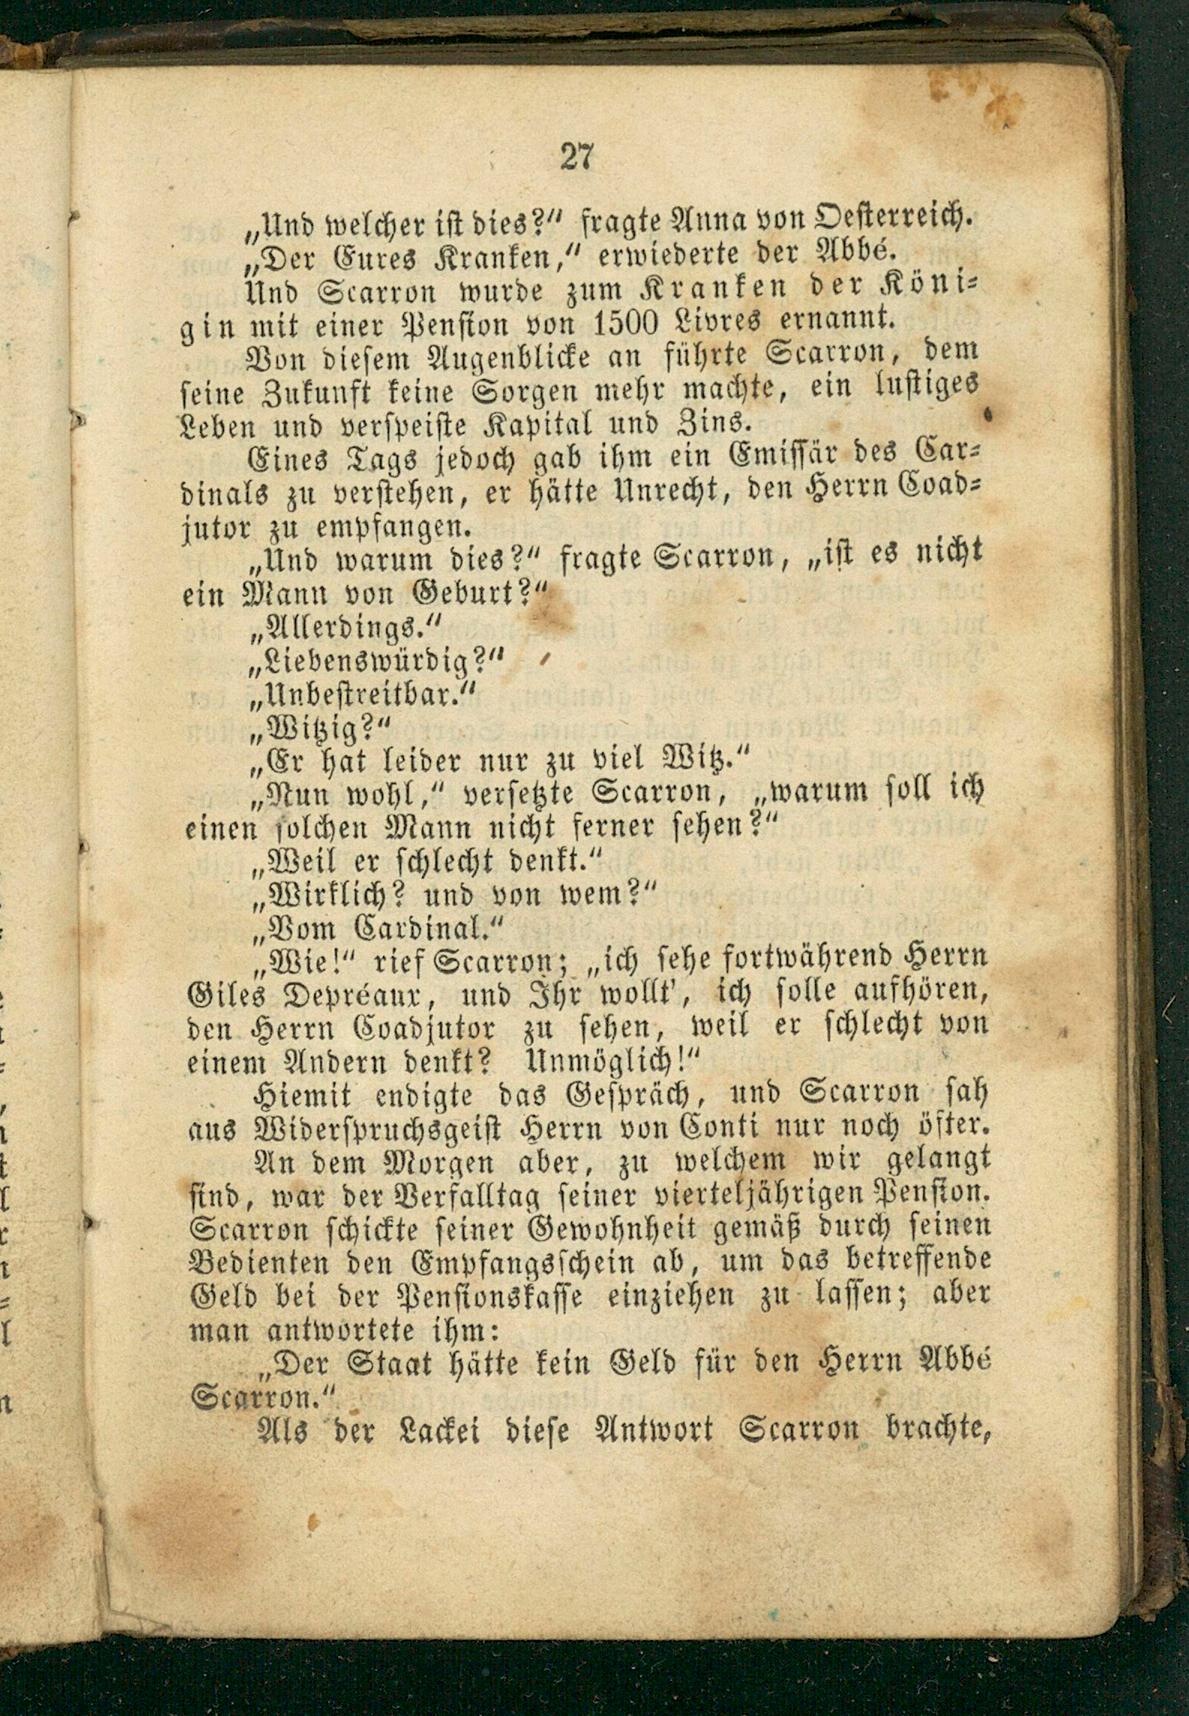 27
„Und welcher ist dies?“ fragte Anna von Oesterreich.
„Der Eures Kranken,“ erwiederte der Abbé.
Und Scarron wurde zum Kranken der Köni-
gin mit einer Pension von 1500 Livres ernannt.
Von diesem Augenblicke an führte Scarron, dem
seine Zukunft keine Sorgen mehr machte, ein lustiges
Leben und verspeiste Kapital und Zins.
Eines Tags jedoch gab ihm ein Emissär des Car-
dinals zu verstehen, er hätte Unrecht, den Herrn Coad-
jutor zu empfangen.
„Und warum dies?“ fragte Scarron, „ist es nicht
ein Mann von Geburt?“
„Allerdings.“
„Liebenswürdig?“
„Unbestreitbar.“
„Witzig?“
„Er hat leider nur zu viel Witz.“
„Nun wohl,“ versetzte Scarron, „warum soll ich
einen solchen Mann nicht ferner sehen?“
„Weil er schlecht denkt.“
„Wirklich? und von wem?“
„Vom Cardinal.“
„Wie!“ rief Scarron; „ich sehe fortwährend Herrn
Giles Depréaux, und Ihr wollt', ich solle aufhören,
den Herrn Coadjutor zu sehen, weil er schlecht von
einem Andern denkt? Unmöglich!“
Hiemit endigte das Gespräch, und Scarron sah
aus Widerspruchsgeist Herrn von Conti nur noch öfter.
An dem Morgen aber, zu welchem wir gelangt
sind, war der Verfalltag seiner vierteljährigen Pension.
Scarron schickte seiner Gewohnheit gemäß durch seinen
Bedienten den Empfangsschein ab, um das betreffende
Geld bei der Pensionskasse einziehen zu lassen; aber
man antwortete ihm:
„Der Staat hätte kein Geld für den Herrn Abbé
Scarron.“
Als der Lackei diese Antwort Scarron brachte,